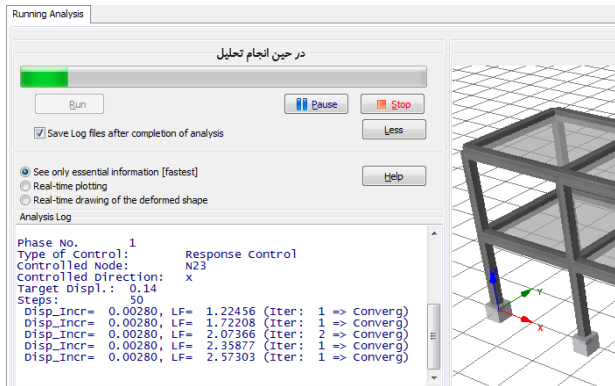 Running Analysis
در حین انجام تحلیل
Run
Pause
Stop
Save Log files after completion of analysis
Less
See only essential information [fastest]
Help
Real-time plotting
Real-time drawing of the deformed shape
Analysis Log
Phase No. 1
Type of Control: Response Control
Controlled Node: N23
Controlled Direction: x
Target Displ.: 0.14
Steps: 50
Disp_Incr= 0.00280, LF= 1.22456 (Iter: 1 => Converg)
Disp_Incr= 0.00280, LF= 1.72208 (Iter: 1 => Converg)
Disp_Incr= 0.00280, LF= 2.07366 (Iter: 2 => Converg)
Disp_Incr= 0.00280, LF= 2.35877 (Iter: 1 => Converg)
Disp_Incr= 0.00280, LF= 2.57303 (Iter: 1 => Converg)
Y
X